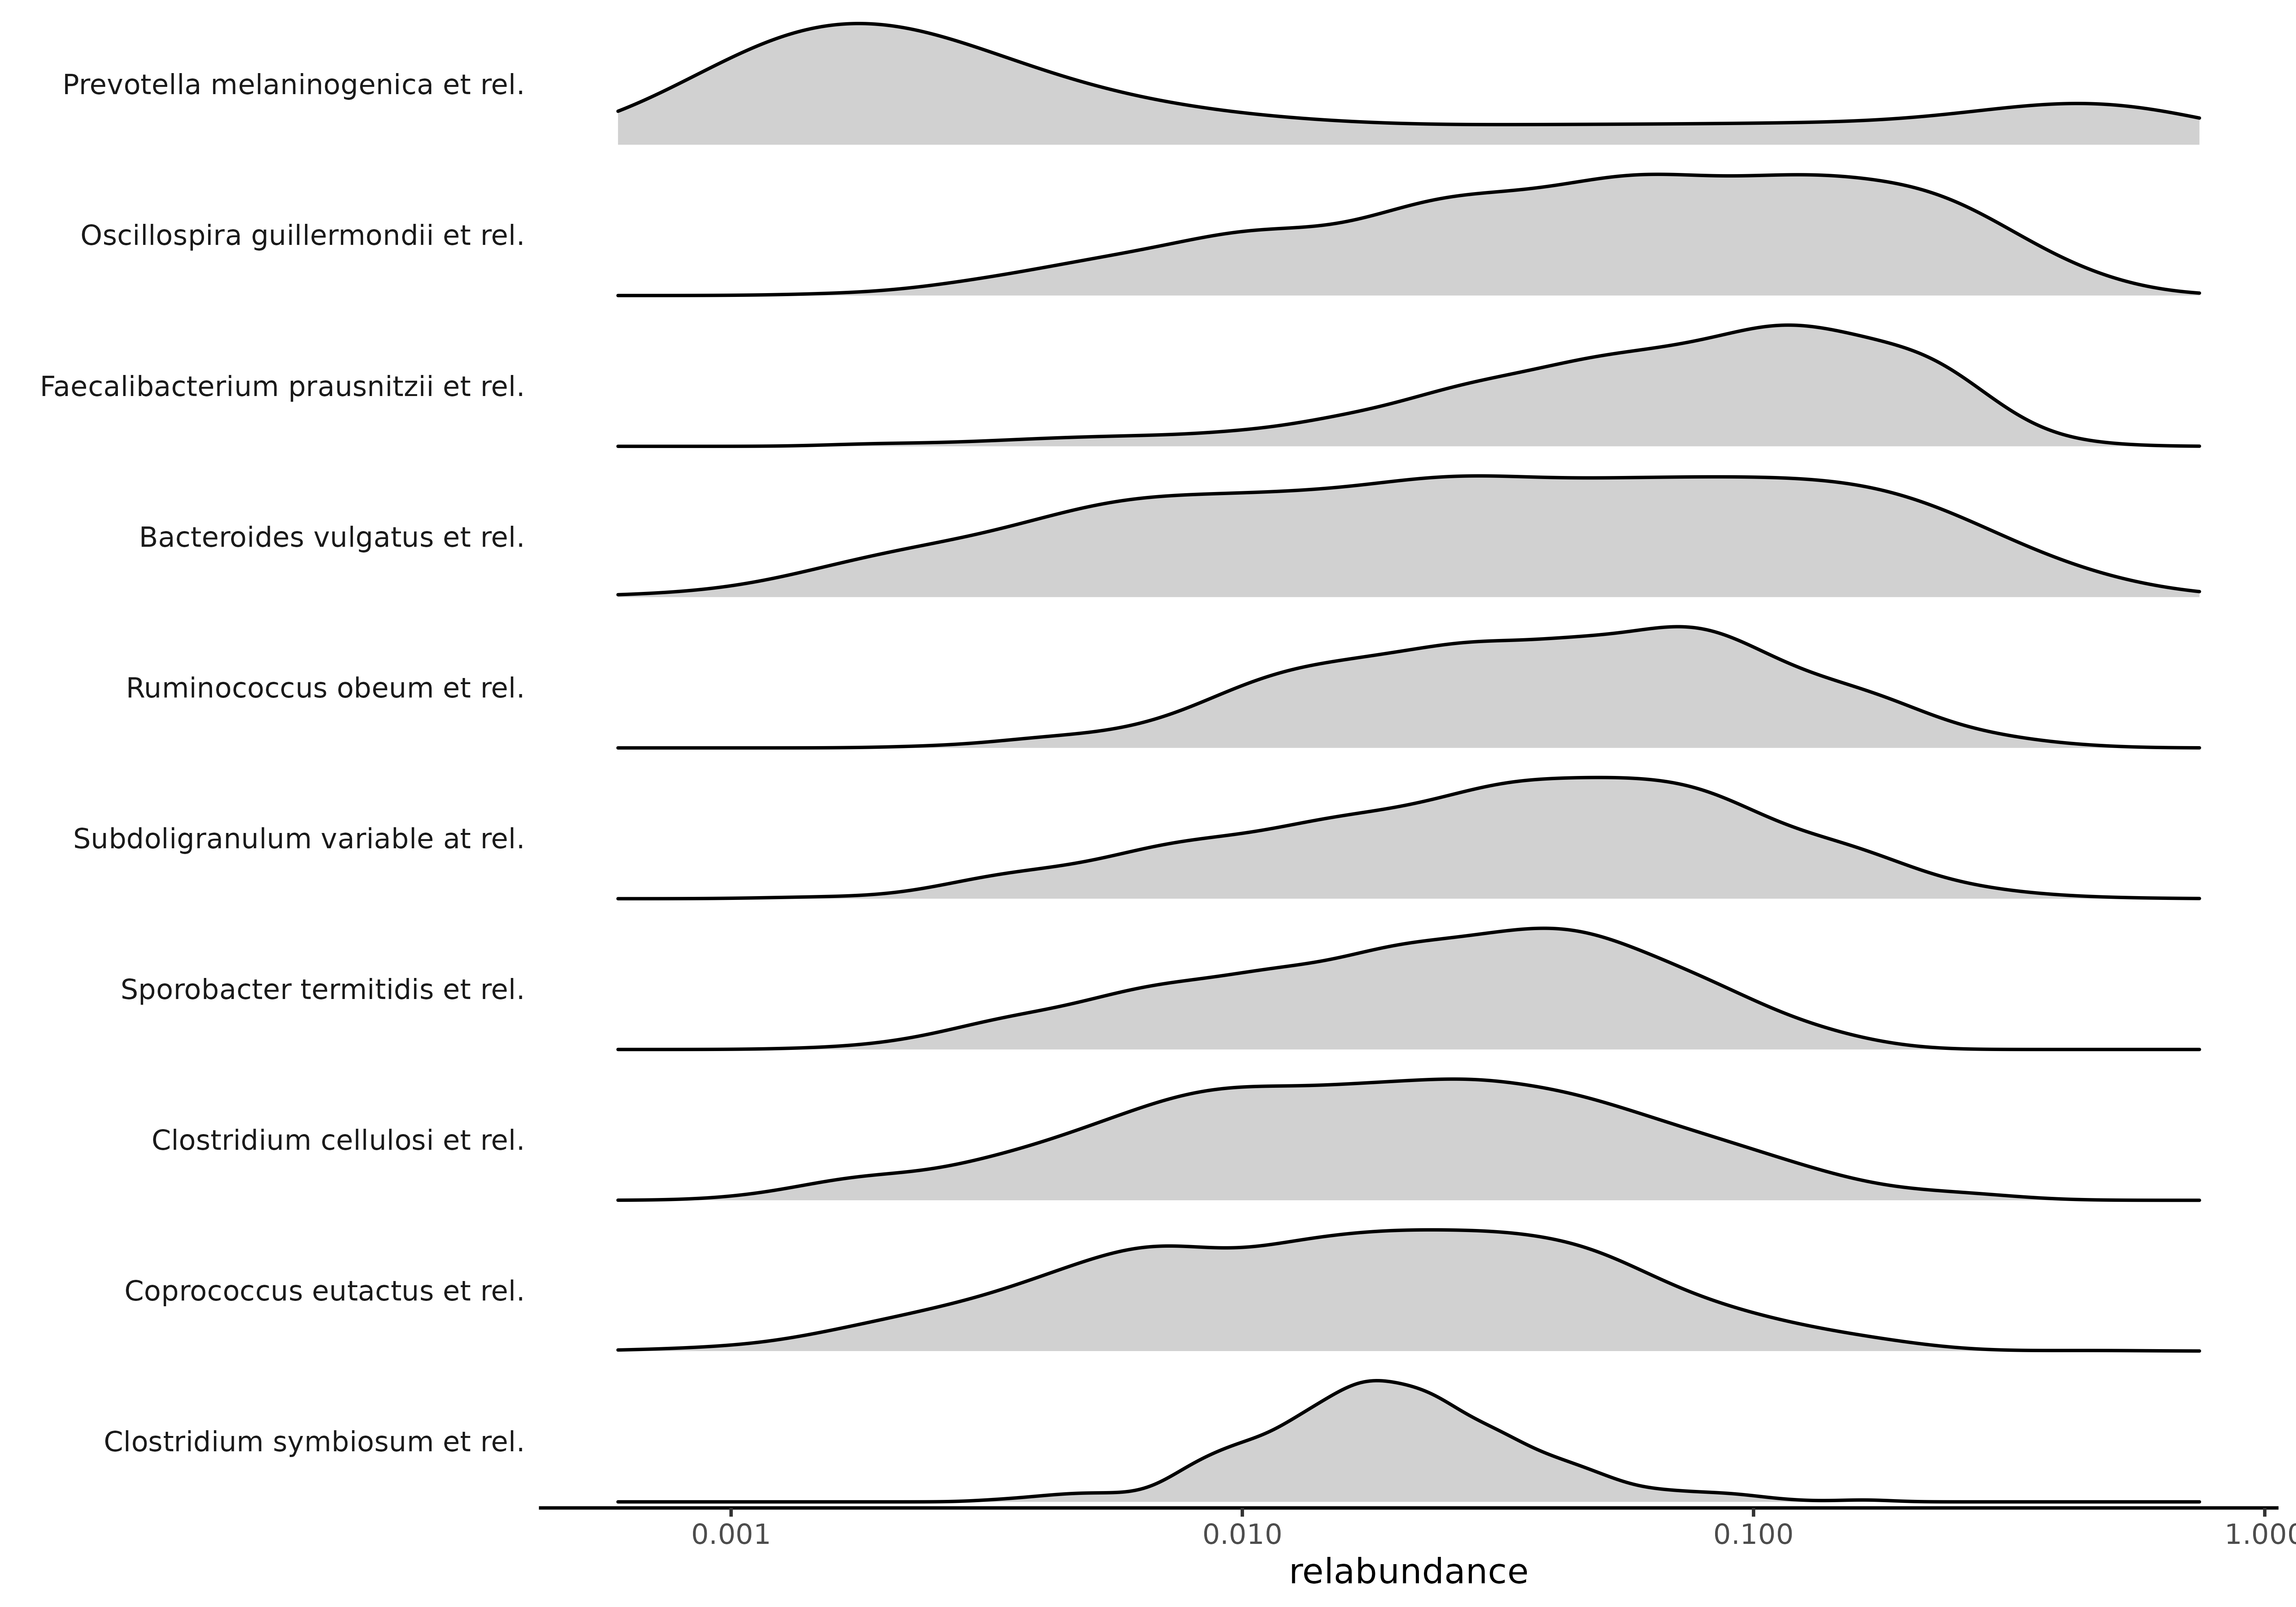 Prevotella melaninogenica et rel.
Oscillospira guillermondii et rel.
Faecalibacterium prausnitzii et rel.
Bacteroides vulgatus et rel.
Ruminococcus obeum et rel.
Subdoligranulum variable at rel.
Sporobacter termitidis et rel.
Clostridium cellulosi et rel.
Coprococcus eutactus et rel.
Clostridium symbiosum et rel.
0.001 0.010 0.100 1.000
relabundance